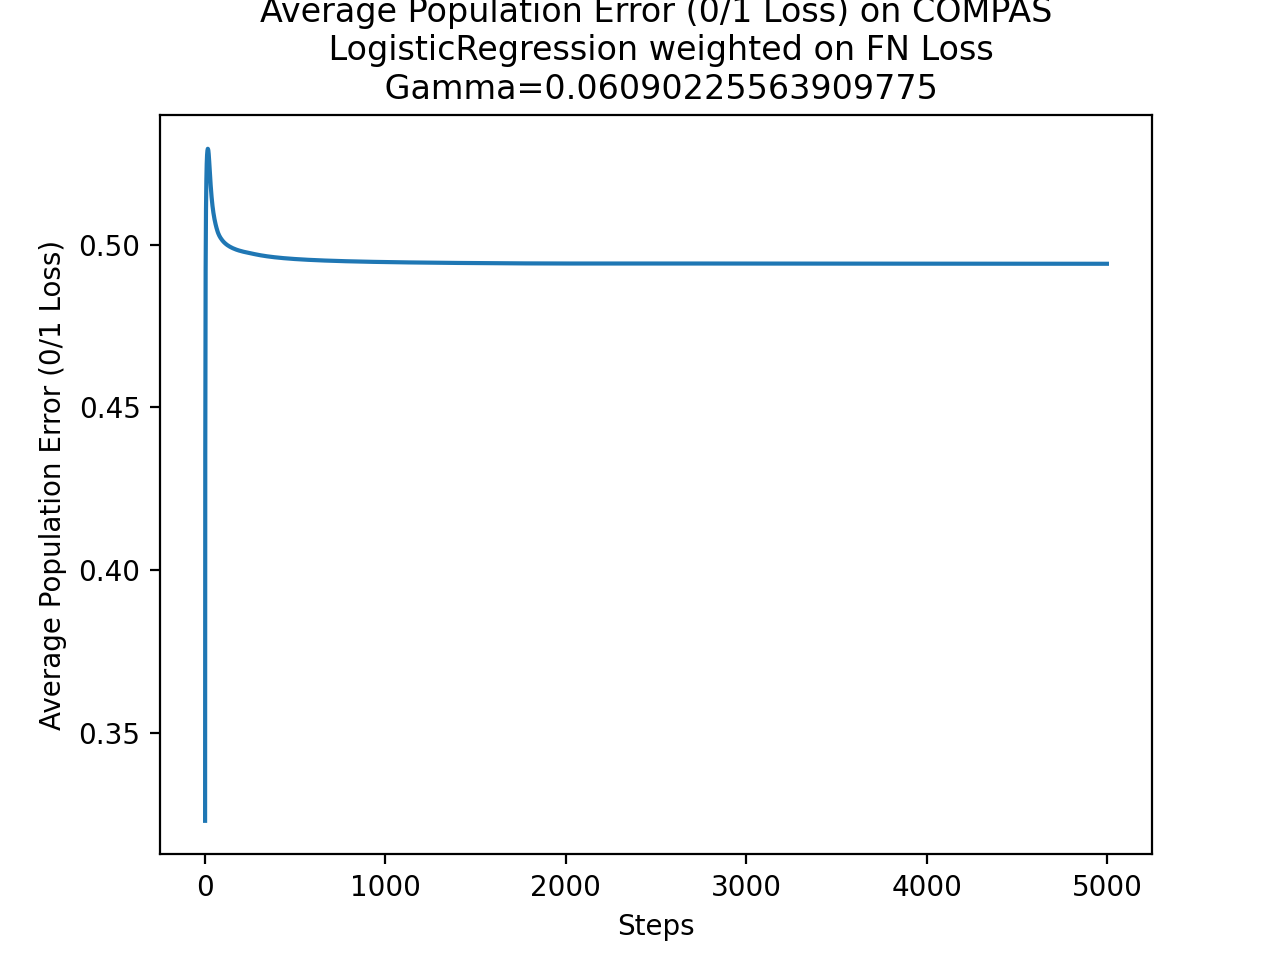 Average Population Error (0/1 Loss) on COMPAS
LogisticRegression weighted on FN Loss
Gamma=0.06090225563909775
Average Population Error (0/1 Loss)
0.50
0.45
0.40
0.35
0
1000
2000
3000
4000
5000
Steps